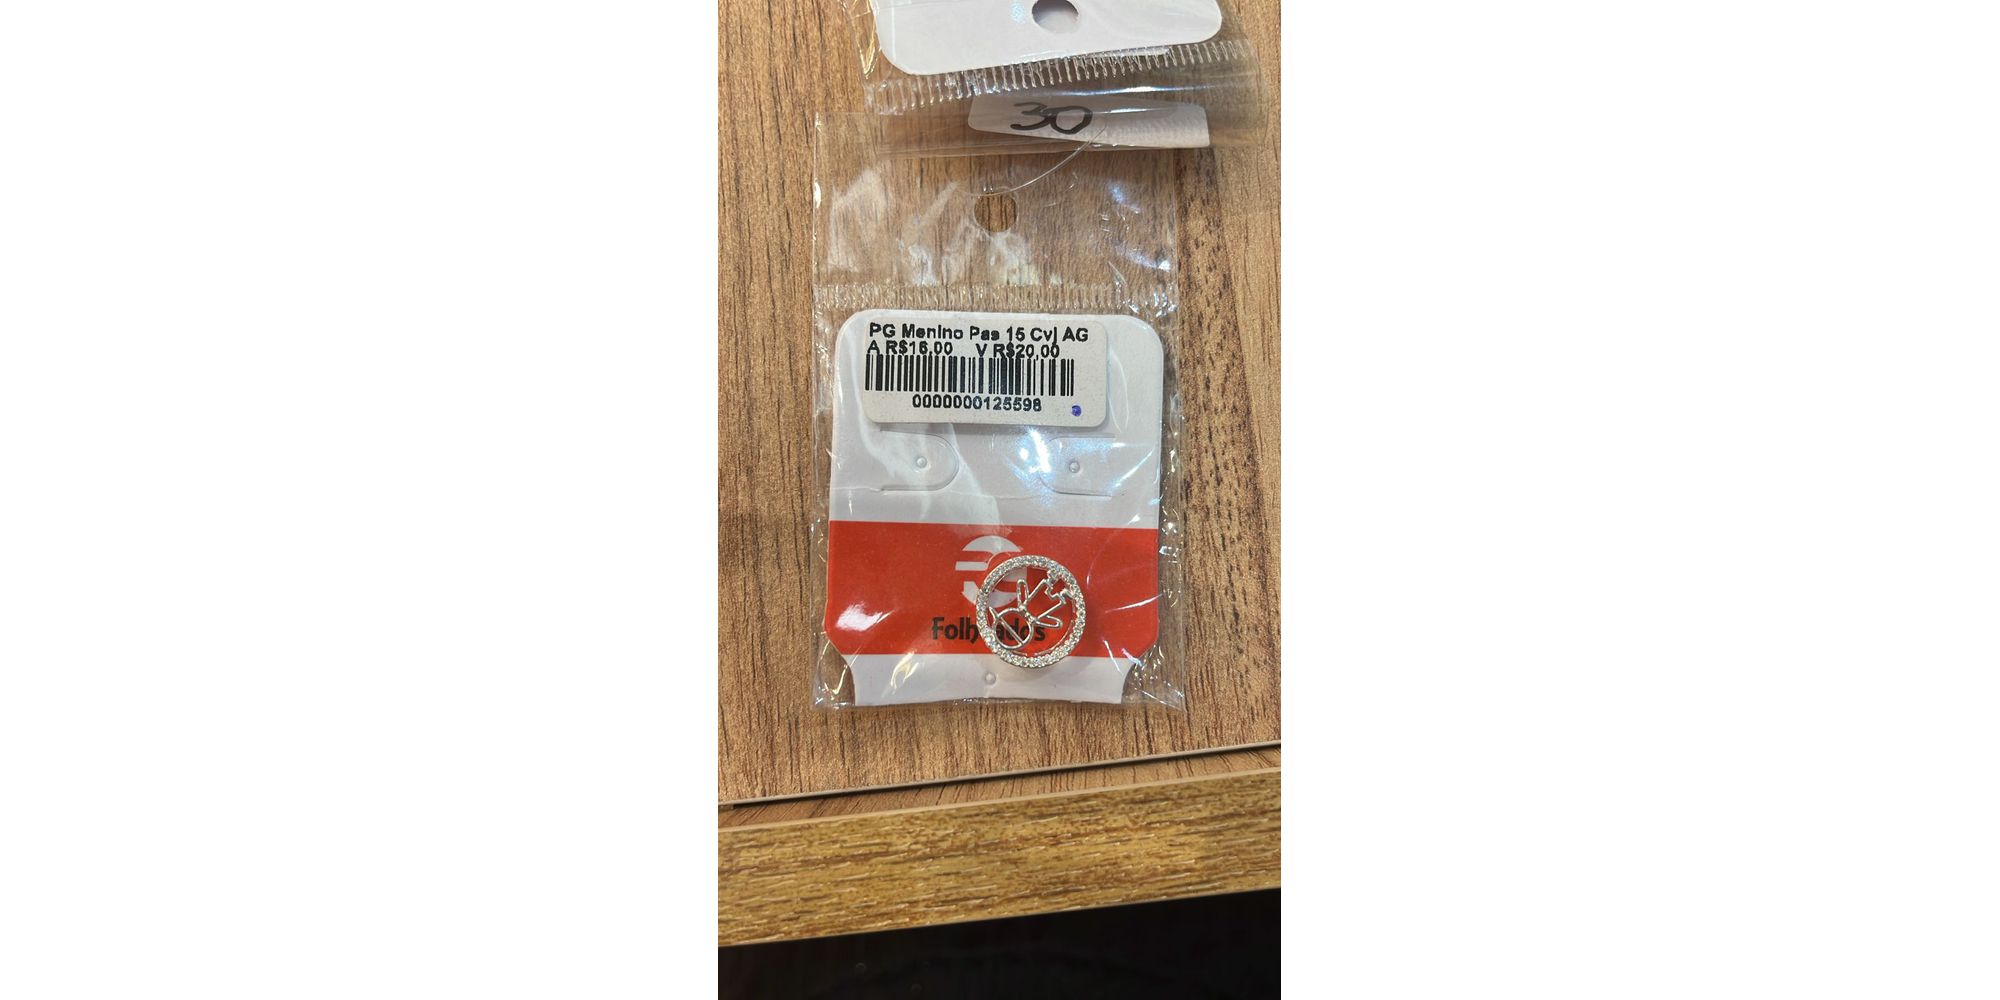 30
PG Menino Pas 15 Cvj AG
A R$16,00 V R$20,00
0000000125598